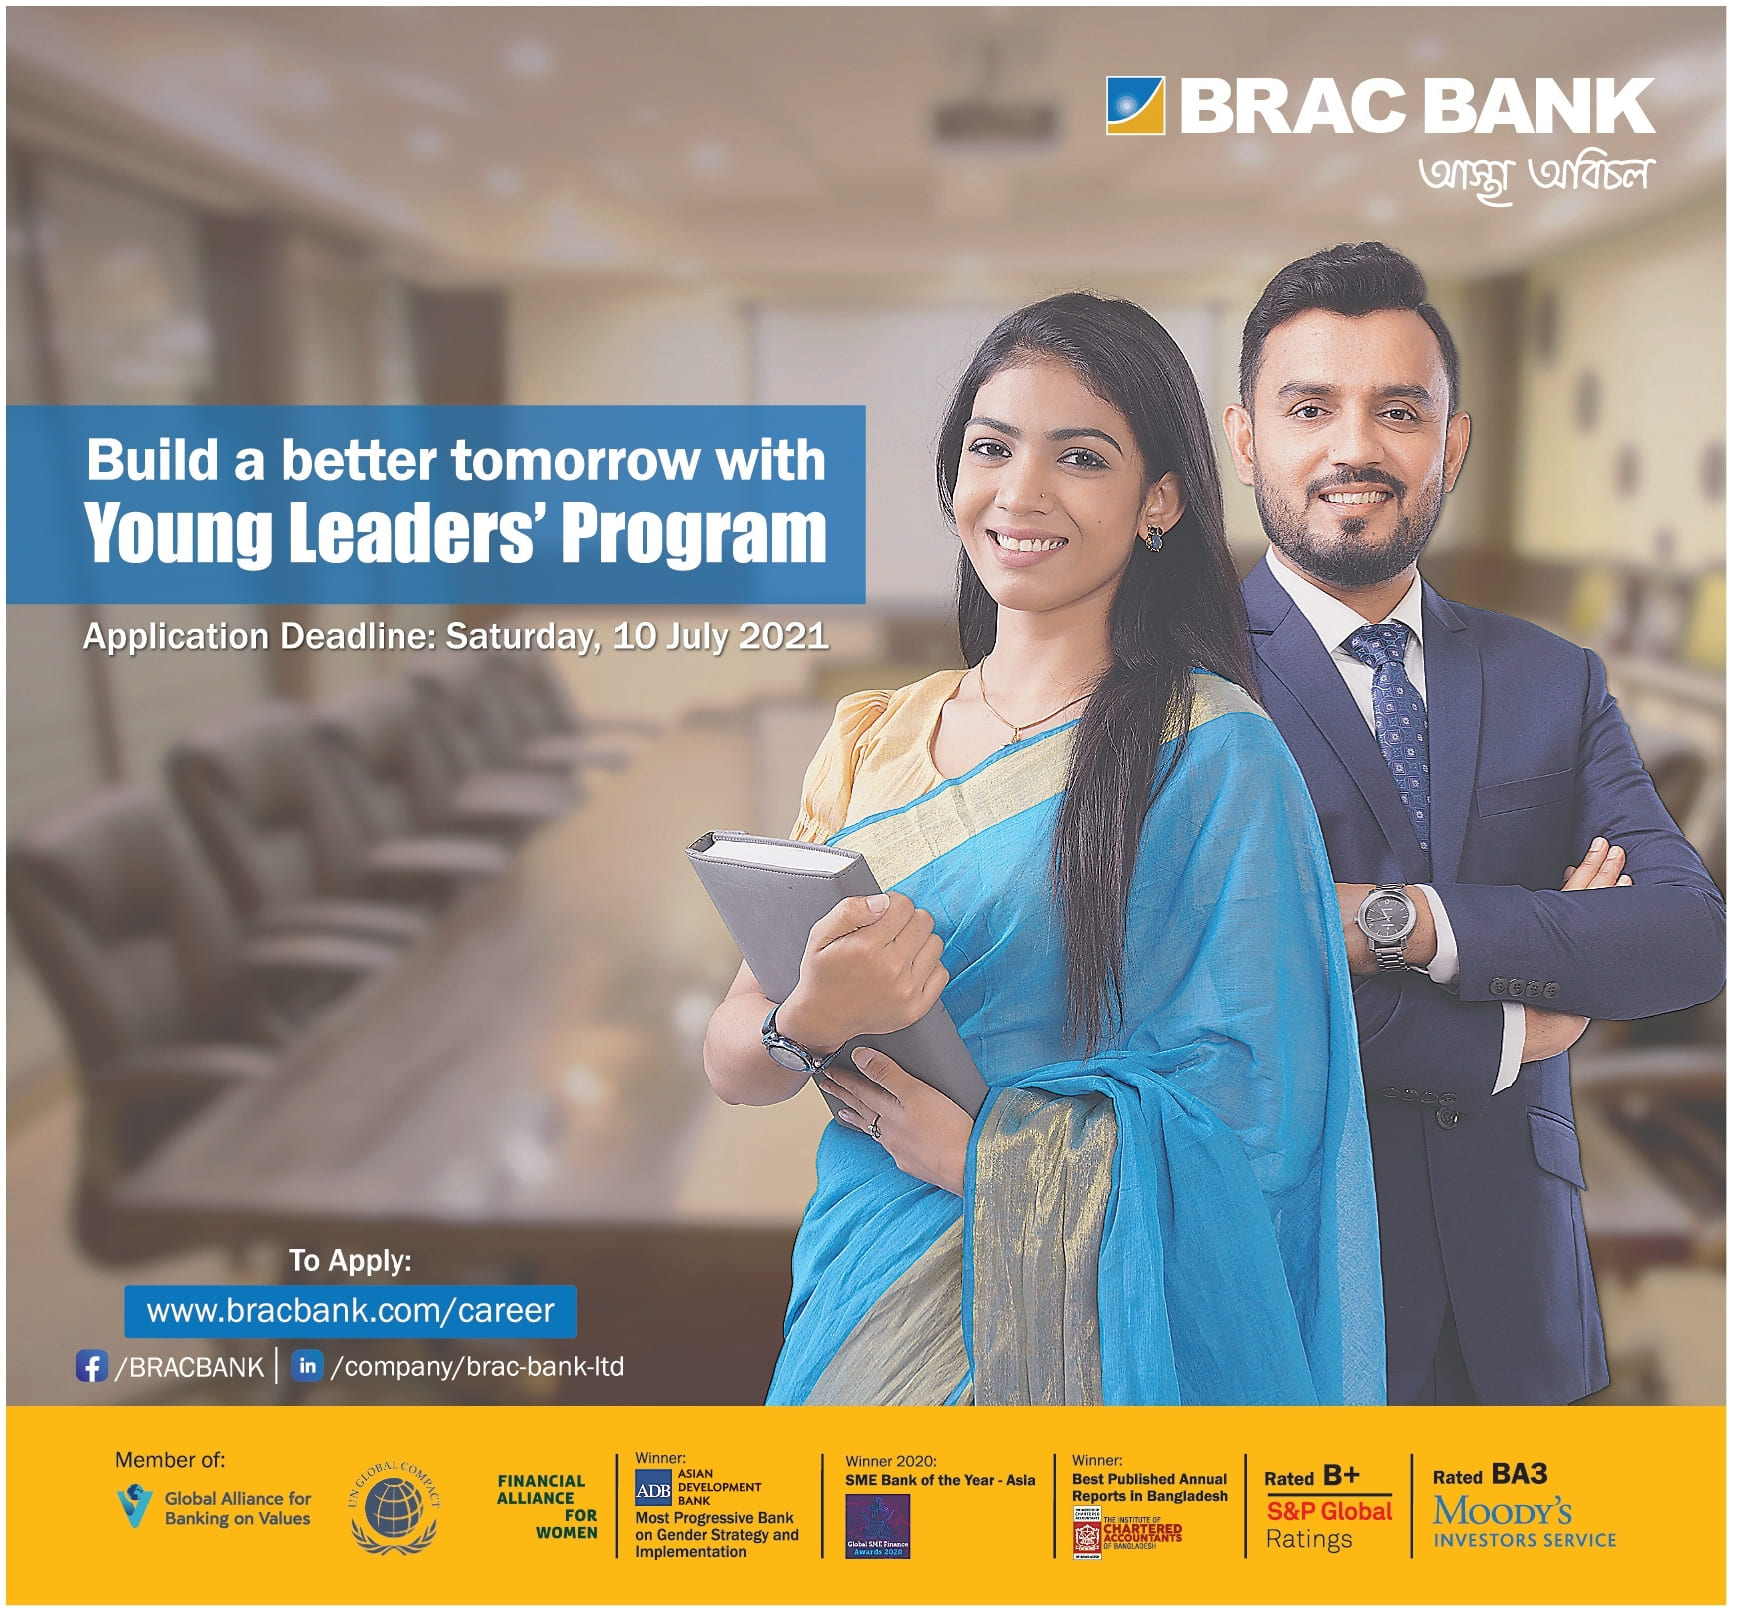 BRAC BANK
আস্থা অবিচল
Build a better tomorrow with
Young Leaders' Program
Application Deadline: Saturday, 10 July 2021
To Apply:
www.bracbank.com/career
/BRACBANK | in /company/brac-bank-ltd
Member of:
Global Alliance for
Banking on Values
UN GLOBAL COMPACT
FINANCIAL
ALLIANCE
FOR
WOMEN
Winner:
ADB
ASIAN
DEVELOPMENT
BANK
Most Progressive Bank
on Gender Strategy and
Implementation
Winner 2020:
SME Bank of the Year - Asia
Global SME Finance
Awards 2020
Winner:
Best Published Annual
Reports in Bangladesh
THE INSTITUTE OF
CHARTERED
ACCOUNTANTS
OF BANGLADESH
Rated B+
S&P Global
Ratings
Rated BA3
MOODY'S
INVESTORS SERVICE